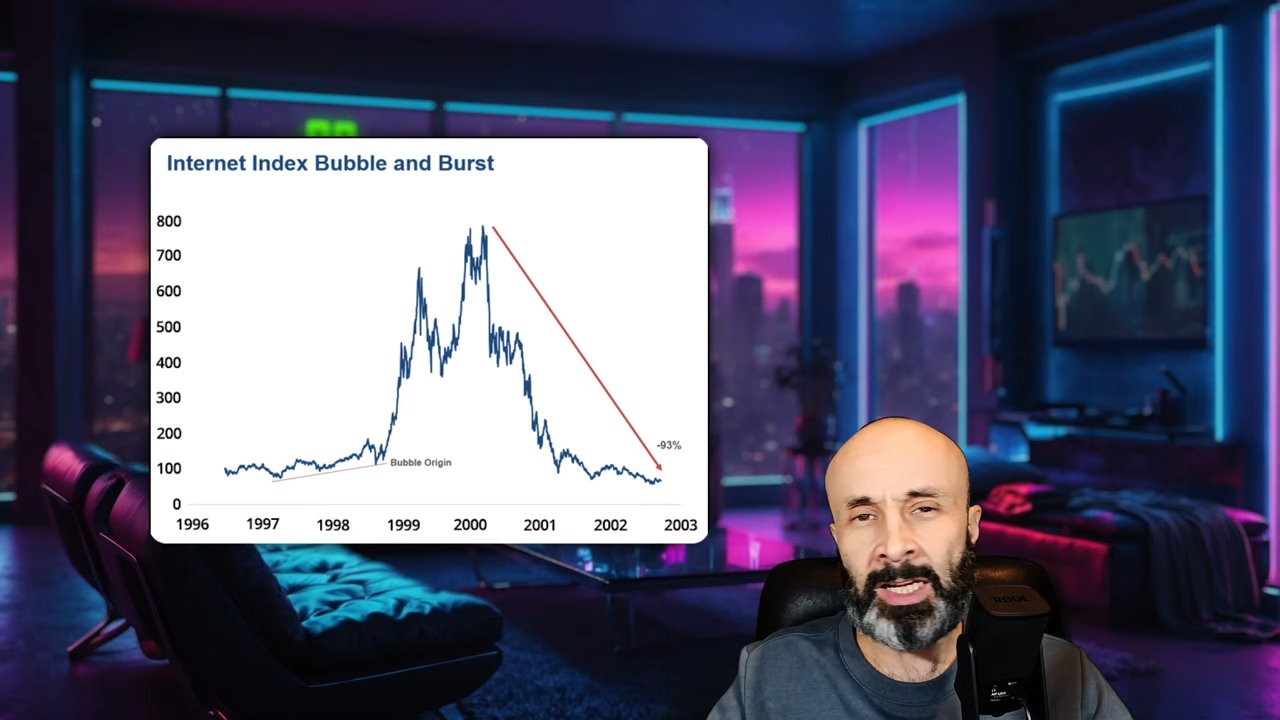 Internet Index Bubble and Burst
800
700
600
500
400
300
200
100
0
-93%
Bubble Origin
1996 1997 1998 1999 2000 2001 2002 2003
RØDE